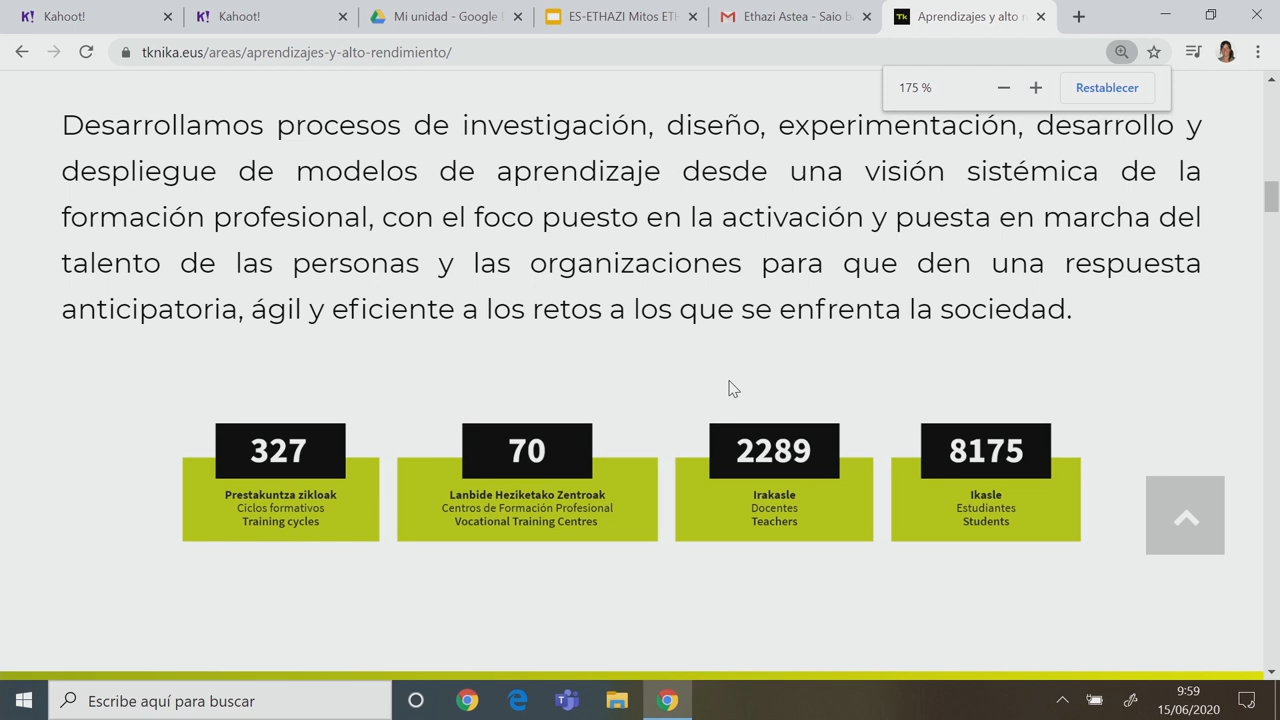 Kahoot!
Kahoot!
Mi unidad - Google
ES-ETHAZI Mitos ETH
Ethazi Astea - Saio b
Aprendizajes y alto r
tknika.eus/areas/aprendizajes-y-alto-rendimiento/
175 %
Restablecer
Desarrollamos procesos de investigación, diseño, experimentación, desarrollo y
despliegue de modelos de aprendizaje desde una visión sistémica de la
formación profesional, con el foco puesto en la activación y puesta en marcha del
talento de las personas y las organizaciones para que den una respuesta
anticipatoria, ágil y eficiente a los retos a los que se enfrenta la sociedad.
327
Prestakuntza zikloak
Ciclos formativos
Training cycles
70
Lanbide Heziketako Zentroak
Centros de Formación Profesional
Vocational Training Centres
2289
Irakasle
Docentes
Teachers
8175
Ikasle
Estudiantes
Students
Escribe aquí para buscar
9:59
15/06/2020